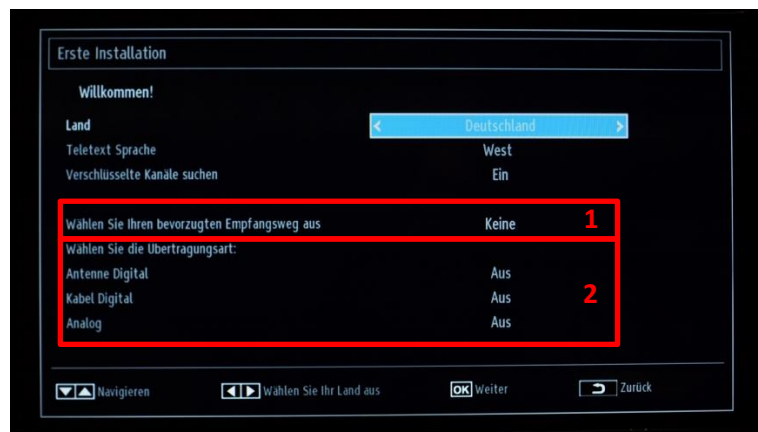 Erste Installation
Willkommen!
Land < Deutschland >
Teletext Sprache West
Verschlüsselte Kanäle suchen Ein
Wählen Sie Ihren bevorzugten Empfangsweg aus Keine 1
Wählen Sie die Ubertragungsart:
Antenne Digital Aus
Kabel Digital Aus 2
Analog Aus
Navigieren Wählen Sie Ihr Land aus OK Weiter Zurück